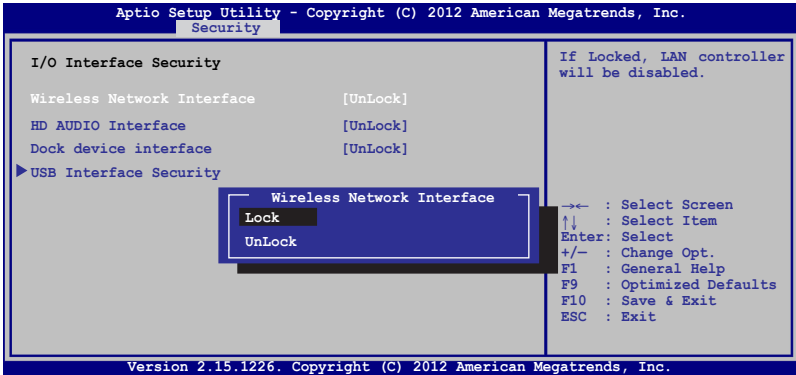 Aptio Setup Utility - Copyright (C) 2012 American Megatrends, Inc.
Security
I/O Interface Security
Wireless Network Interface [UnLock]
HD AUDIO Interface [UnLock]
Dock device interface [UnLock]
USB Interface Security
Wireless Network Interface
Lock
UnLock
If Locked, LAN controller
will be disabled.
→← : Select Screen
↑↓ : Select Item
Enter: Select
+/— : Change Opt.
F1 : General Help
F9 : Optimized Defaults
F10 : Save & Exit
ESC : Exit
Version 2.15.1226. Copyright (C) 2012 American Megatrends, Inc.